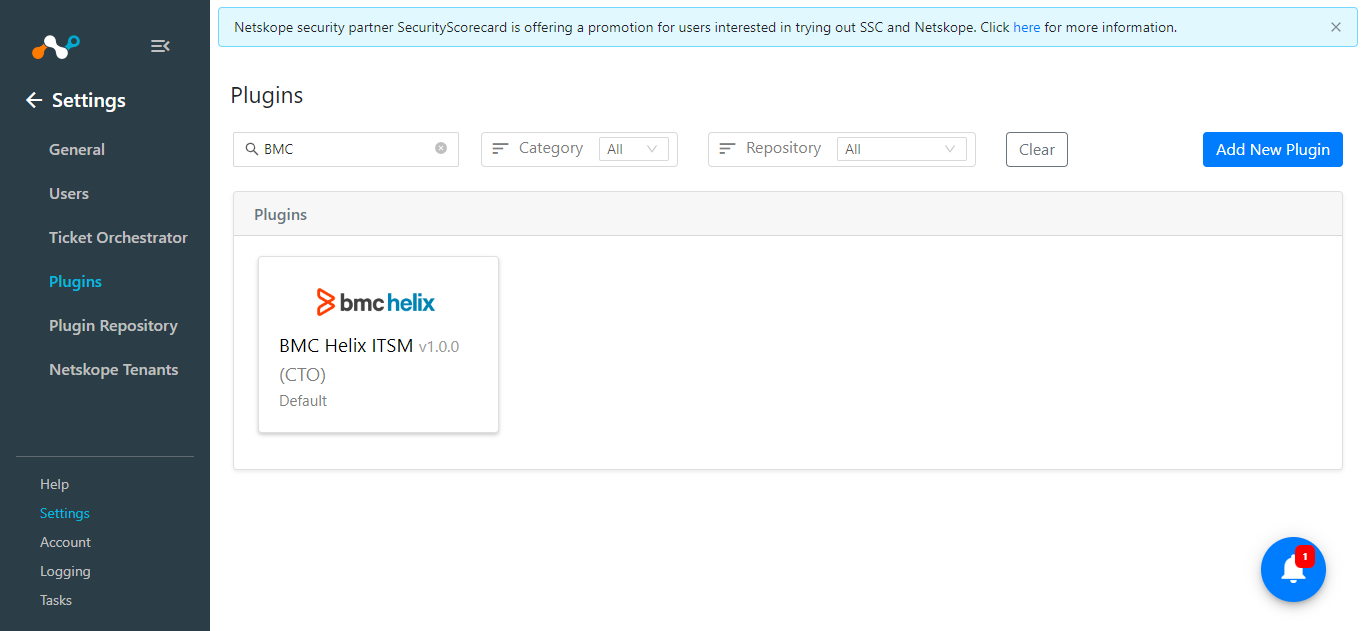 Netskope security partner SecurityScorecard is offering a promotion for users interested in trying out SSC and Netskope. Click here for more information.
Settings
General
Users
Ticket Orchestrator
Plugins
Plugin Repository
Netskope Tenants
Help
Settings
Account
Logging
Tasks
Plugins
BMC
Category All
Repository All
Clear
Add New Plugin
Plugins
bmc helix
BMC Helix ITSM v1.0.0
(CTO)
Default
1